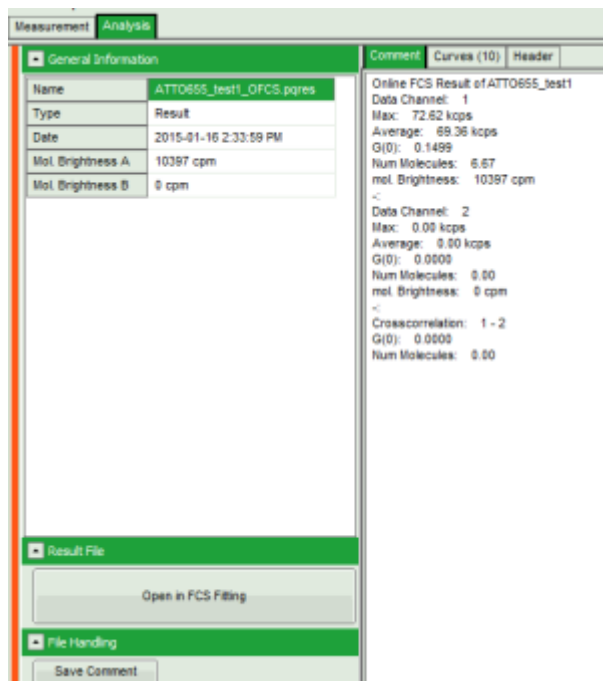 Measurement Analysis
General Information
Name ATTO655_test1_OFCS.pqres
Type Result
Date 2015-01-16 2:33:59 PM
Mol. Brightness A 10397 cpm
Mol. Brightness B 0 cpm
Result File
Open in FCS Fitting
File Handling
Save Comment
Comment Curves (10) Header
Online FCS Result of ATTO655_test1
Data Channel: 1
Max: 72.62 kcps
Average: 69.36 kcps
G(0): 0.1499
Num Molecules: 6.67
mol. Brightness: 10397 cpm
-:
Data Channel: 2
Max: 0.00 kcps
Average: 0.00 kcps
G(0): 0.0000
Num Molecules: 0.00
mol. Brightness: 0 cpm
-:
Crosscorrelation: 1 - 2
G(0): 0.0000
Num Molecules: 0.00